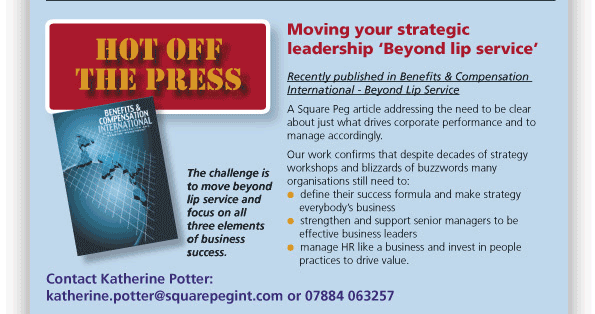 HOT OFF
THE PRESS
BENEFITS &
COMPENSATION
INTERNATIONAL
The challenge is
to move beyond
lip service and
focus on all
three elements
of business
success.
Moving your strategic
leadership ‘Beyond lip service’
Recently published in Benefits & Compensation
International - Beyond Lip Service
A Square Peg article addressing the need to be clear
about just what drives corporate performance and to
manage accordingly.
Our work confirms that despite decades of strategy
workshops and blizzards of buzzwords many
organisations still need to:
● define their success formula and make strategy
everybody’s business
● strengthen and support senior managers to be
effective business leaders
● manage HR like a business and invest in people
practices to drive value.
Contact Katherine Potter:
katherine.potter@squarepegint.com or 07884 063257